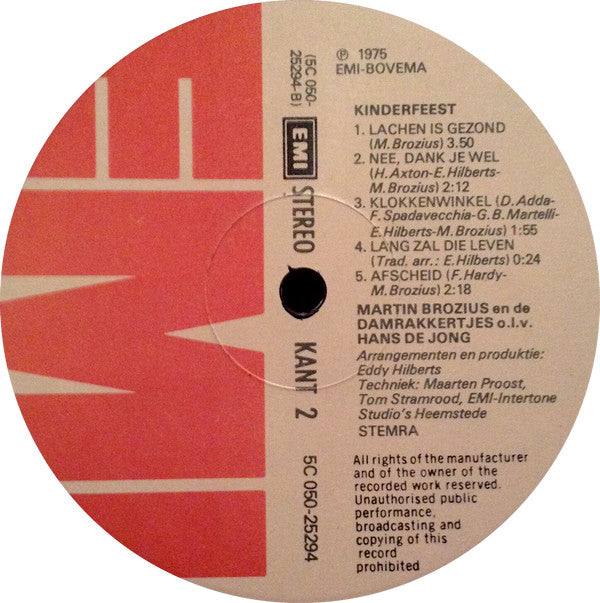 (5C 050-
25294-B)
EMI
STEREO
KANT 2
5C 050-25294
℗ 1975
EMI-BOVEMA
KINDERFEEST
1. LACHEN IS GEZOND
(M. Brozius) 3.50
2. NEE, DANK JE WEL
(H. Axton-E. Hilberts-
M. Brozius) 2:12
3. KLOKKENWINKEL (D. Adda-
F. Spadavecchia-G. B. Martelli-
E. Hilberts-M. Brozius) 1:55
4. LANG ZAL DIE LEVEN
(Trad. arr.: E. Hilberts) 0:24
5. AFSCHEID (F. Hardy-
M. Brozius) 2:18
MARTIN BROZIUS en de
DAMRAKKERTJES o.l.v.
HANS DE JONG
Arrangementen en produktie:
Eddy Hilberts
Techniek: Maarten Proost,
Tom Stramrood, EMI-Intertone
Studio's Heemstede
STEMRA
All rights of the manufacturer
and of the owner of the
recorded work reserved.
Unauthorised public
performance,
broadcasting and
copying of this
record
prohibited